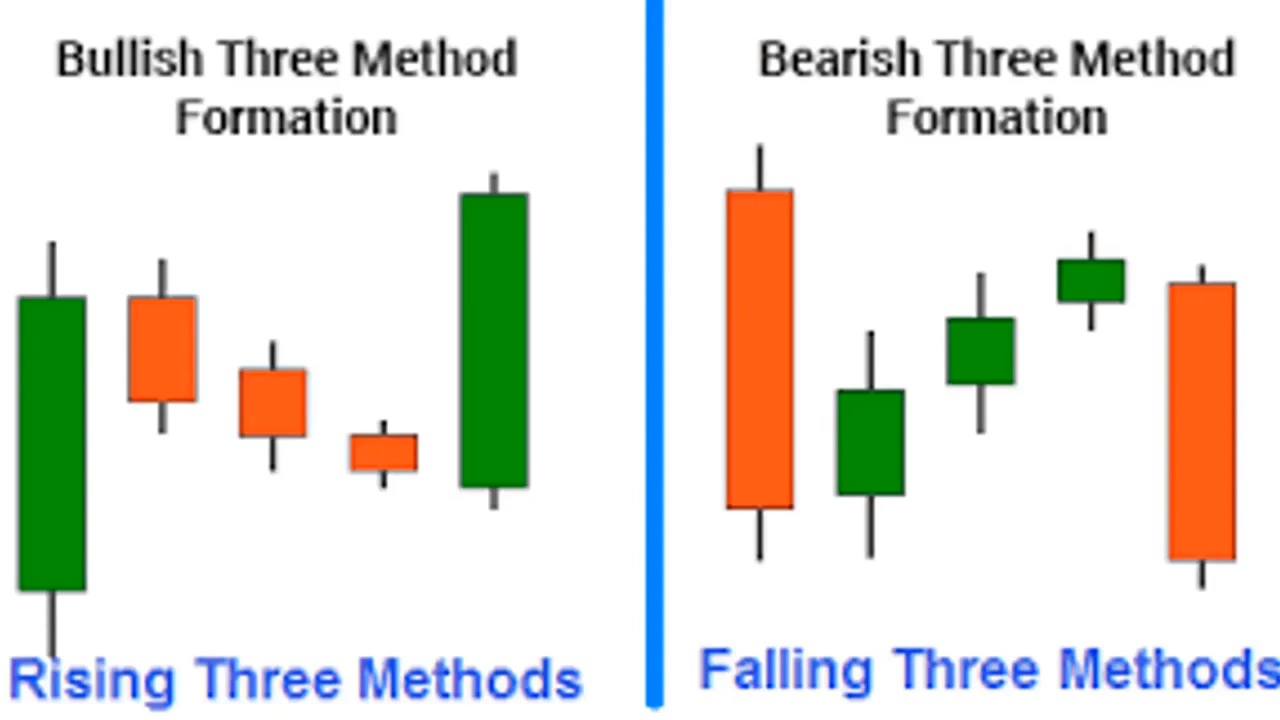 Bullish Three Method
Formation
Rising Three Methods
Bearish Three Method
Formation
Falling Three Methods